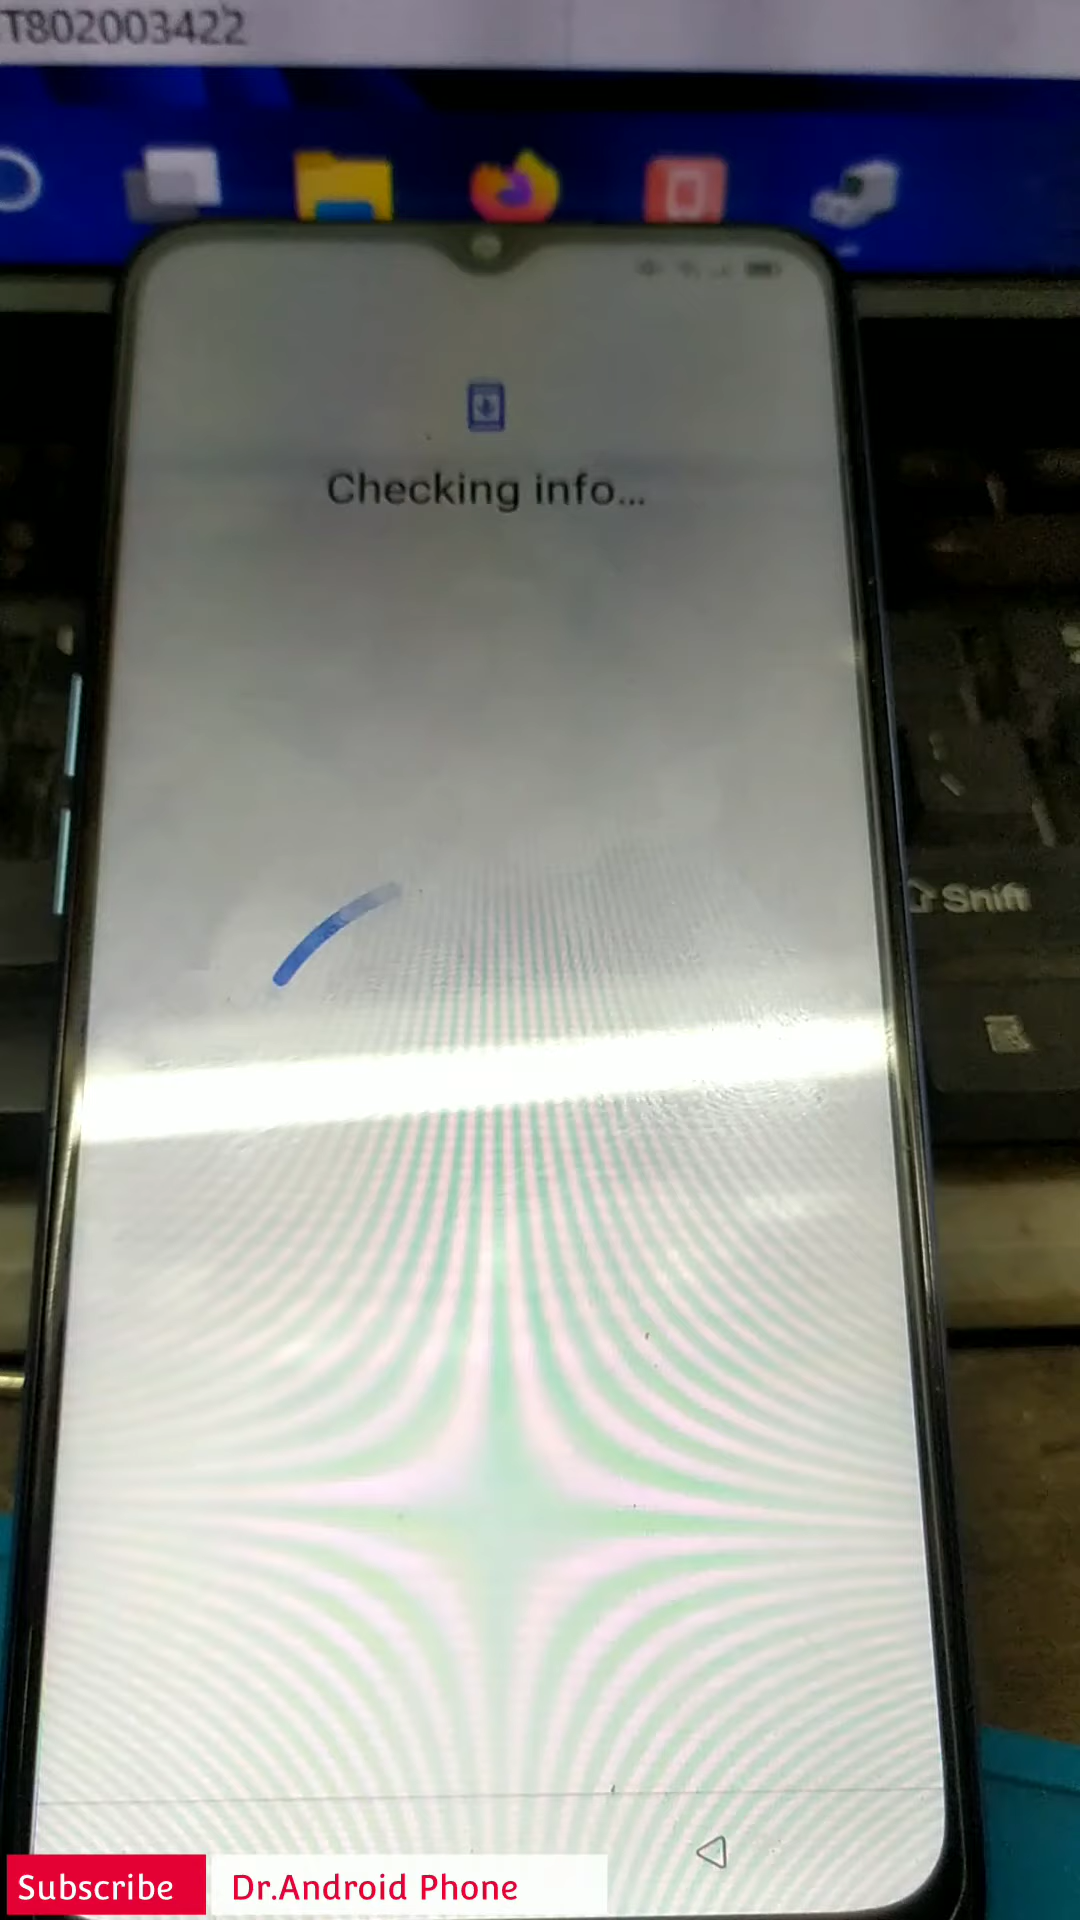 T802003422
Checking info...
Shift
Subscribe
Dr.Android Phone